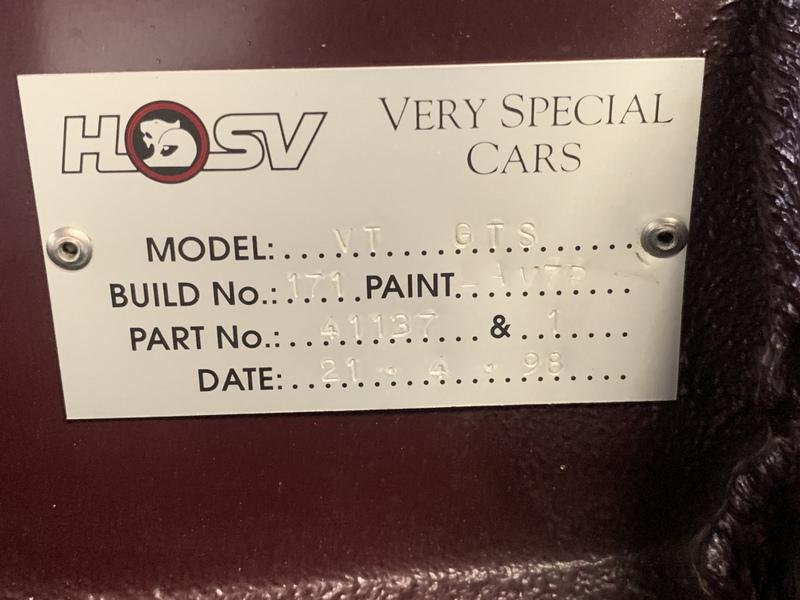 HSV
VERY SPECIAL
CARS
MODEL: VT GTS
BUILD No.: 171 PAINT
PART No.: 41137 & 1
DATE: 21 . 4 . 98